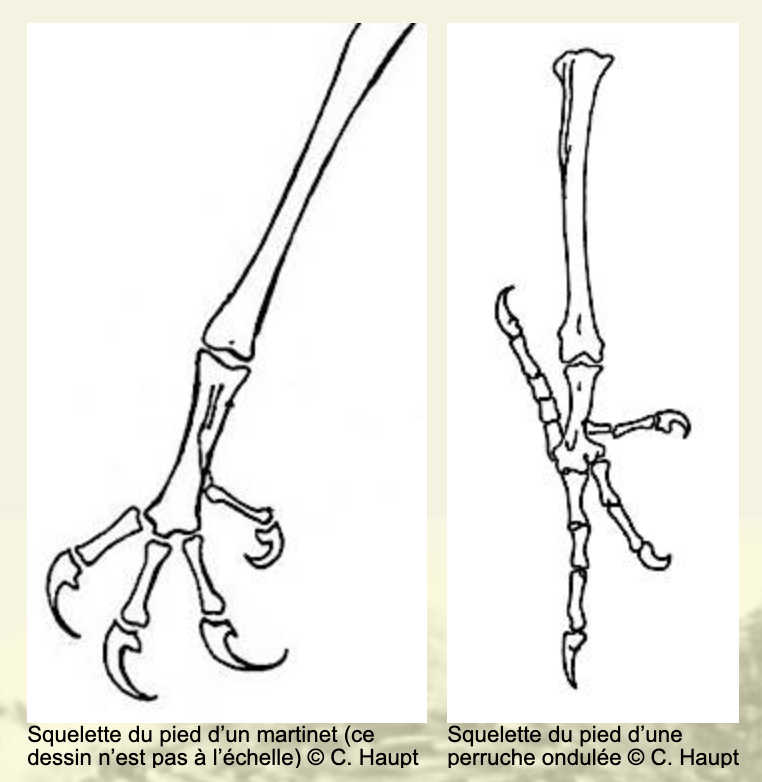 Squelette du pied d’un martinet (ce
dessin n’est pas à l’échelle) © C. Haupt
Squelette du pied d’une
perruche ondulée © C. Haupt